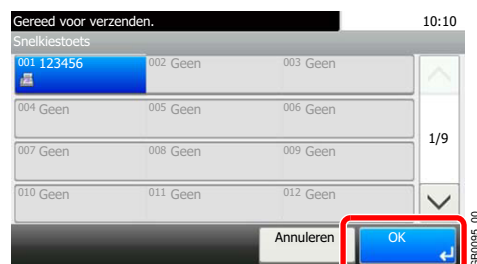 Gereed voor verzenden. 10:10
Snelkiestoets
001 123456 002 Geen 003 Geen
004 Geen 005 Geen 006 Geen
1/9
007 Geen 008 Geen 009 Geen
010 Geen 011 Geen 012 Geen
Annuleren OK
GB0095_00